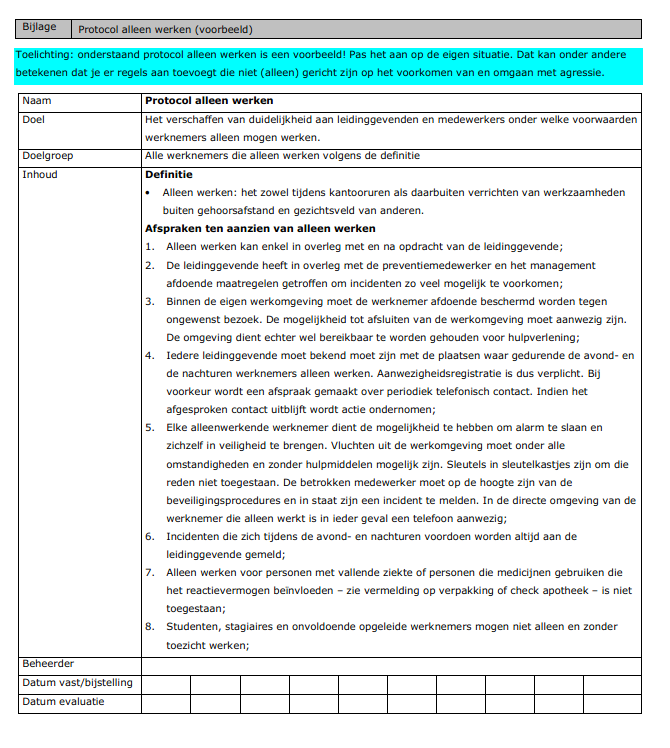 Bijlage Protocol alleen werken (voorbeeld)
Toelichting: onderstaand protocol alleen werken is een voorbeeld! Pas het aan op de eigen situatie. Dat kan onder andere
betekenen dat je er regels aan toevoegt die niet (alleen) gericht zijn op het voorkomen van en omgaan met agressie.
Naam Protocol alleen werken
Doel Het verschaffen van duidelijkheid aan leidinggevenden en medewerkers onder welke voorwaarden
werknemers alleen mogen werken.
Doelgroep Alle werknemers die alleen werken volgens de definitie
Inhoud Definitie
• Alleen werken: het zowel tijdens kantooruren als daarbuiten verrichten van werkzaamheden
buiten gehoorsafstand en gezichtsveld van anderen.
Afspraken ten aanzien van alleen werken
1. Alleen werken kan enkel in overleg met en na opdracht van de leidinggevende;
2. De leidinggevende heeft in overleg met de preventiemedewerker en het management
afdoende maatregelen getroffen om incidenten zo veel mogelijk te voorkomen;
3. Binnen de eigen werkomgeving moet de werknemer afdoende beschermd worden tegen
ongewenst bezoek. De mogelijkheid tot afsluiten van de werkomgeving moet aanwezig zijn.
De omgeving dient echter wel bereikbaar te worden gehouden voor hulpverlening;
4. Iedere leidinggevende moet bekend moet zijn met de plaatsen waar gedurende de avond- en
de nachturen werknemers alleen werken. Aanwezigheidsregistratie is dus verplicht. Bij
voorkeur wordt een afspraak gemaakt over periodiek telefonisch contact. Indien het
afgesproken contact uitblijft wordt actie ondernomen;
5. Elke alleenwerkende werknemer dient de mogelijkheid te hebben om alarm te slaan en
zichzelf in veiligheid te brengen. Vluchten uit de werkomgeving moet onder alle
omstandigheden en zonder hulpmiddelen mogelijk zijn. Sleutels in sleutelkastjes zijn om die
reden niet toegestaan. De betrokken medewerker moet op de hoogte zijn van de
beveiligingsprocedures en in staat zijn een incident te melden. In de directe omgeving van de
werknemer die alleen werkt is in ieder geval een telefoon aanwezig;
6. Incidenten die zich tijdens de avond- en nachturen voordoen worden altijd aan de
leidinggevende gemeld;
7. Alleen werken voor personen met vallende ziekte of personen die medicijnen gebruiken die
het reactievermogen beïnvloeden – zie vermelding op verpakking of check apotheek – is niet
toegestaan;
8. Studenten, stagiaires en onvoldoende opgeleide werknemers mogen niet alleen en zonder
toezicht werken;
Beheerder
Datum vast/bijstelling
Datum evaluatie